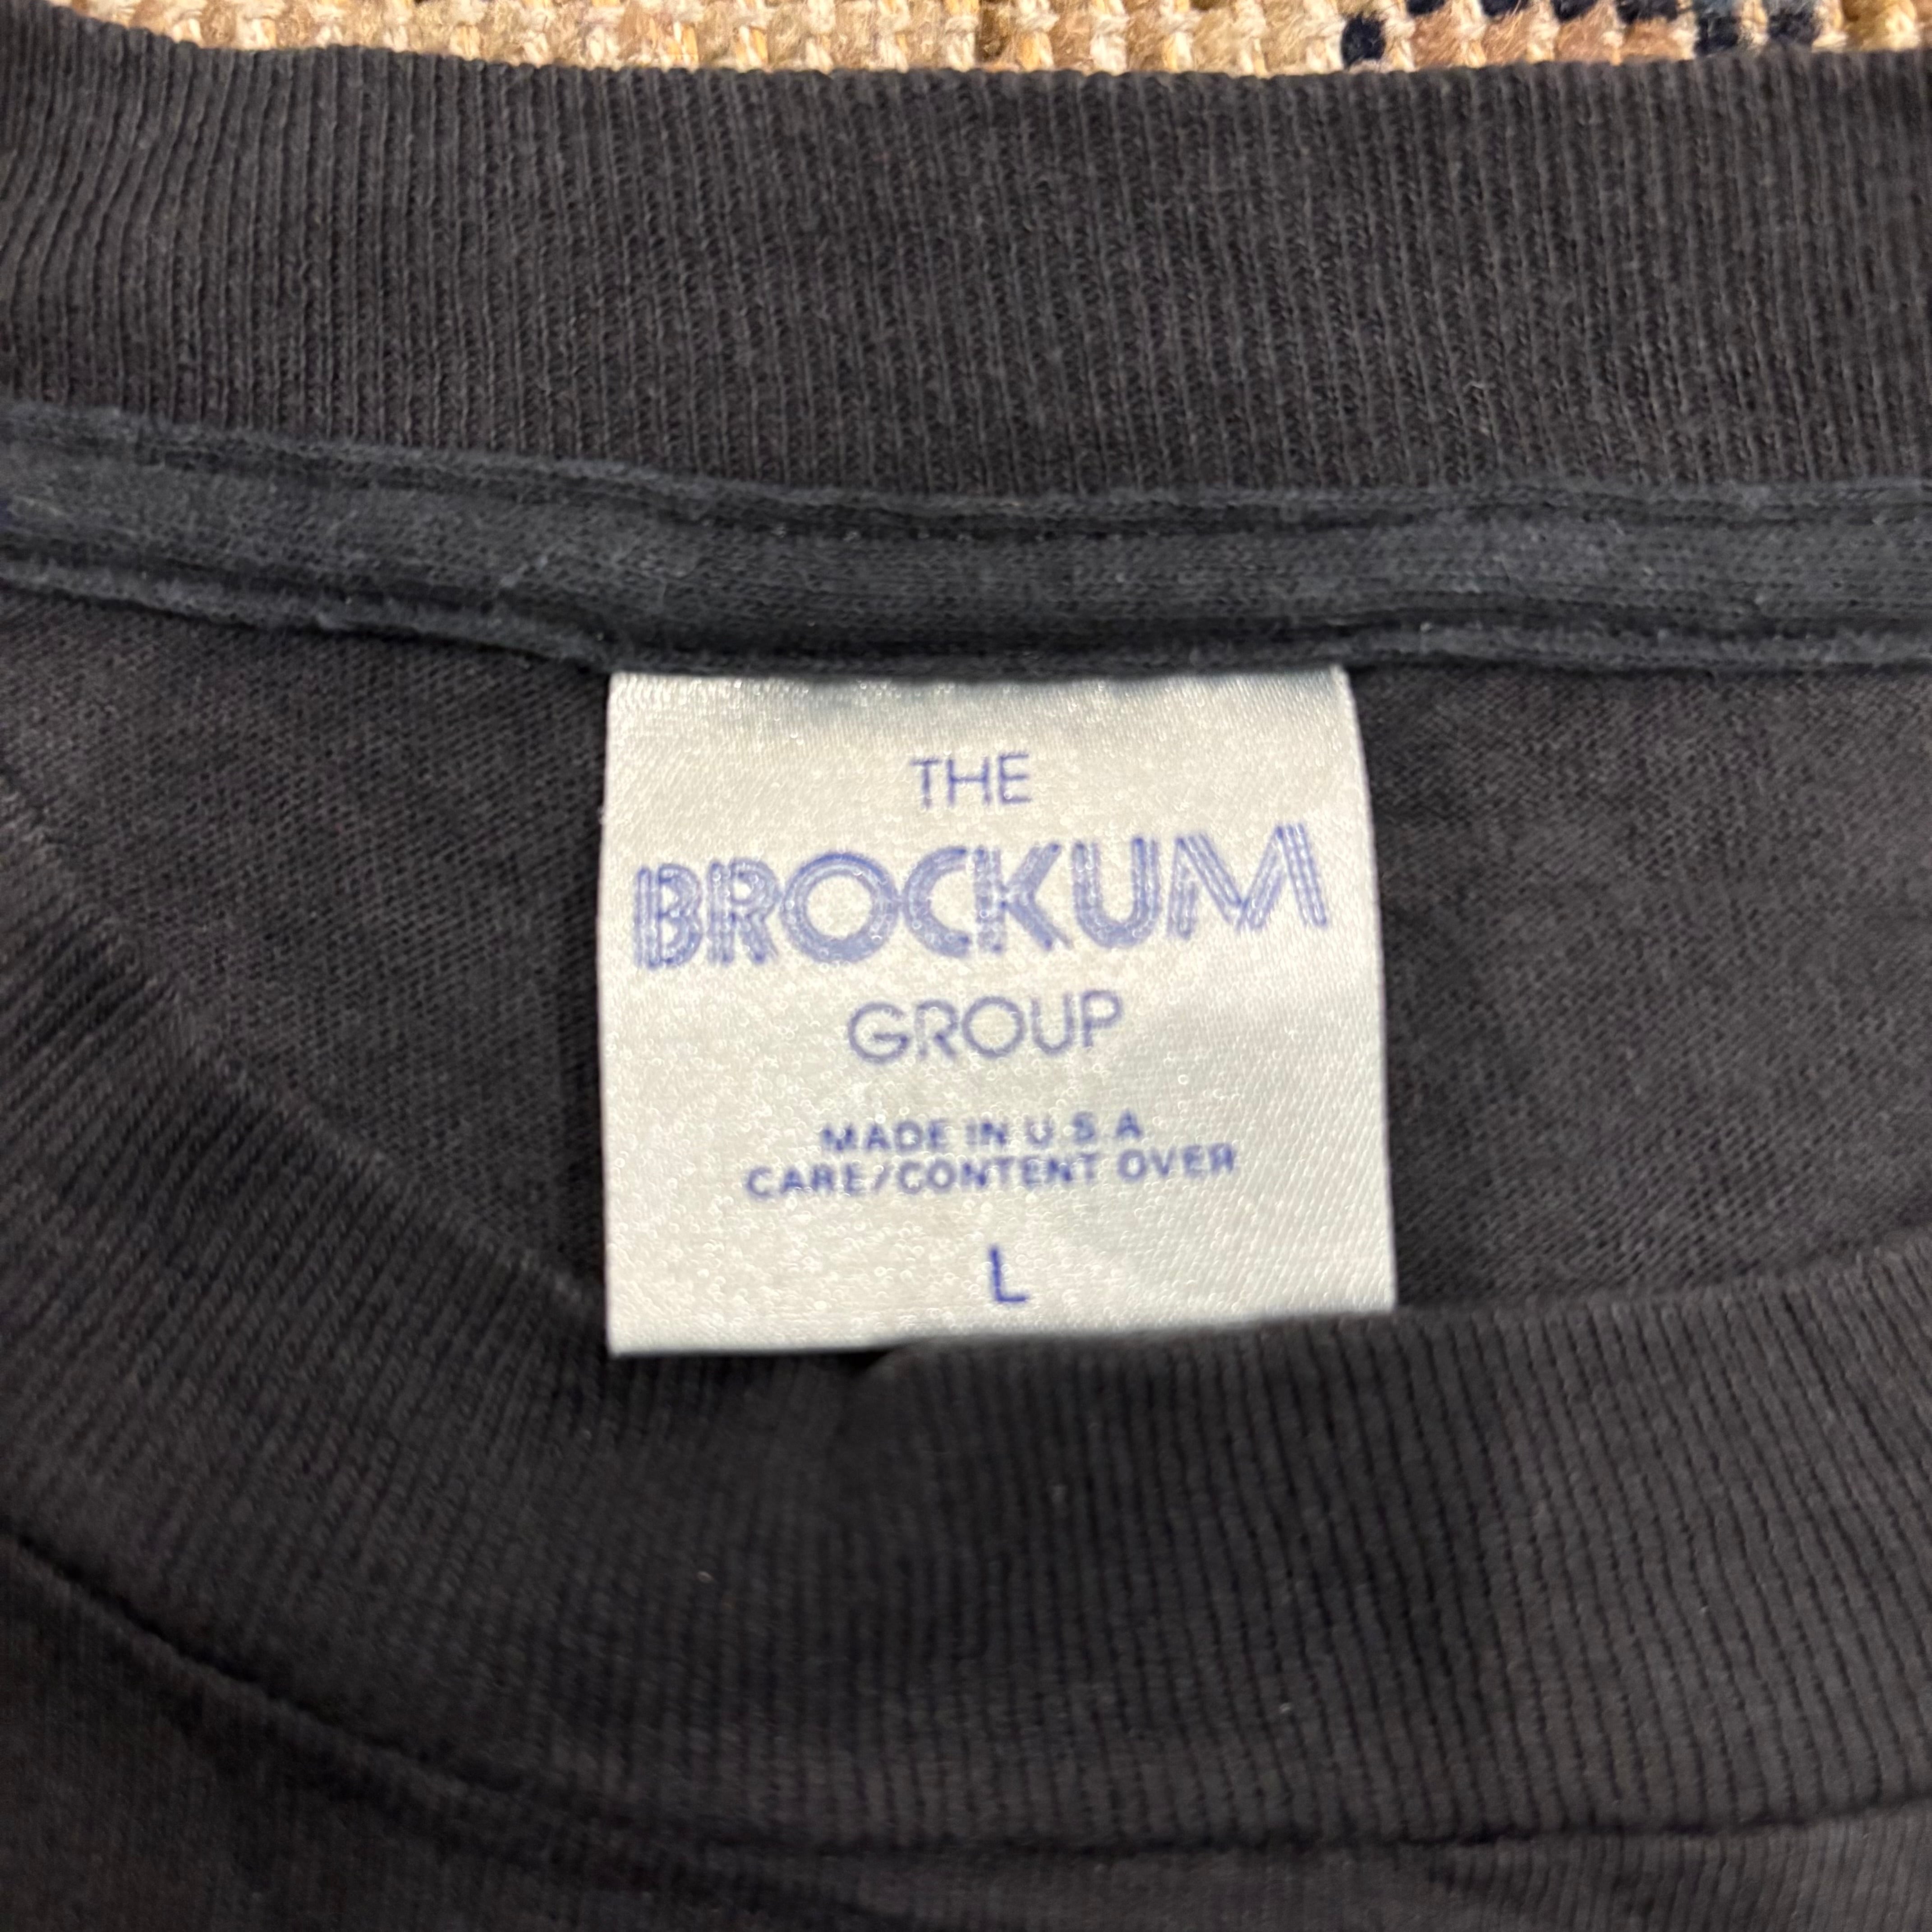 THE
BROCKUM
GROUP
MADE IN U S A
CARE/CONTENT OVER
L